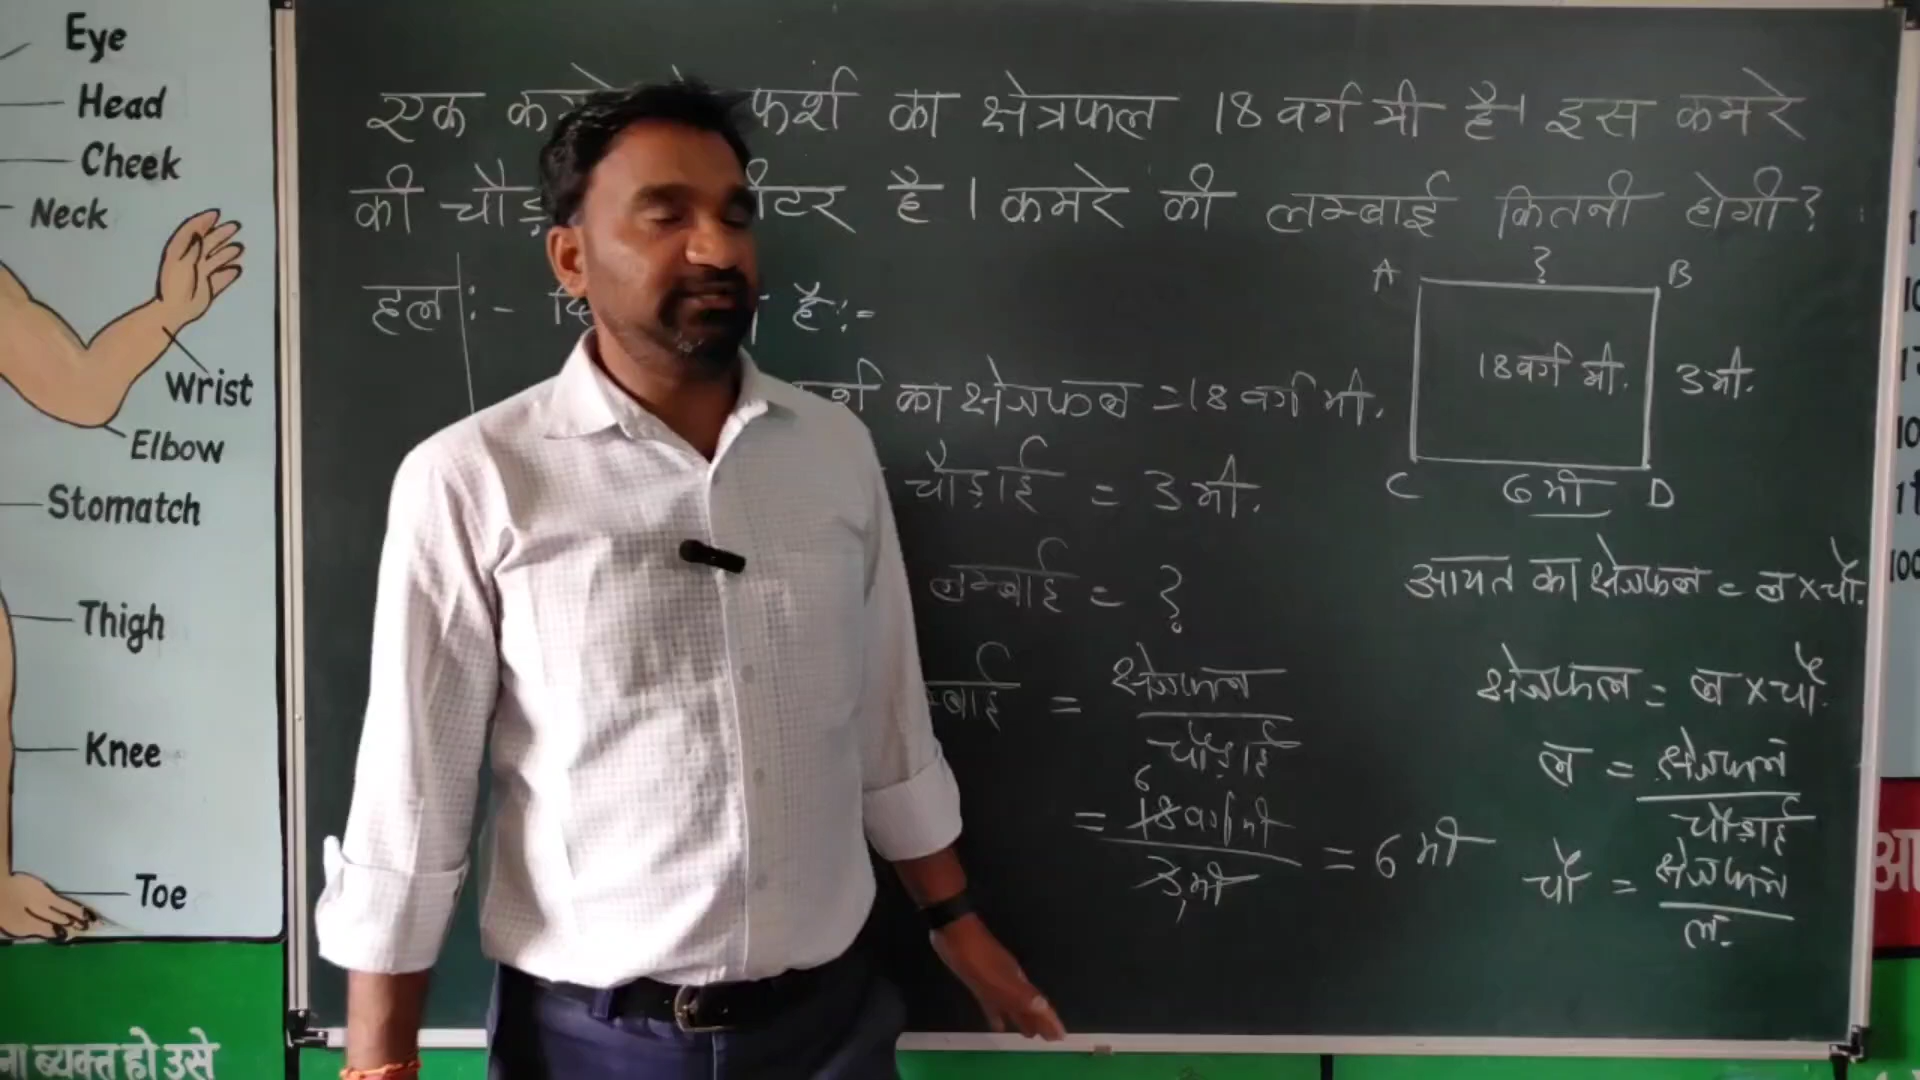 Eye
Head
Cheek
Neck
Wrist
Elbow
Stomatch
Thigh
Knee
Toe
ना व्यक्त हो उसे
एक फर्श का क्षेत्रफल 18 वर्ग मी है। इस कमरे
की मीटर है। कमरे की लम्बाई कितनी होगी?
हल :- है:-
का क्षेत्रफल = 18 वर्ग मी.
चौड़ाई = 3 मी.
लम्बाई = ?
= क्षेत्रफल
चौड़ाई
6
= 18 वर्ग मी
3 मी
= 6 मी
A ? B
18 वर्ग मी. 3 मी.
C 6 मी D
आयत का क्षेत्रफल = ल × चौ.
क्षेत्रफल = ल × चौ.
ल = क्षेत्रफल
चौड़ाई
चौ = क्षेत्रफल
ल.